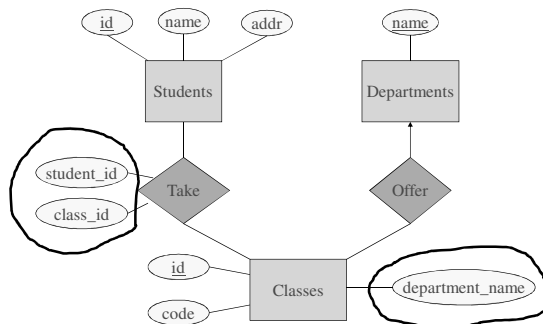 id
name
addr
name
Students
Departments
student_id
Take
Offer
class_id
id
Classes
department_name
code